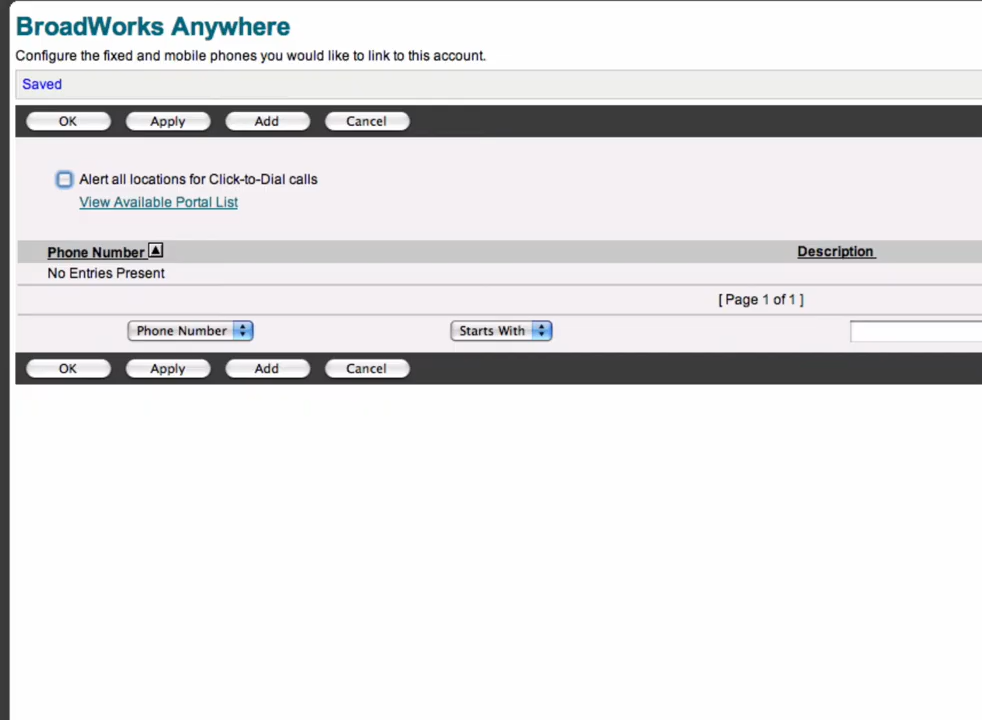 BroadWorks Anywhere
Configure the fixed and mobile phones you would like to link to this account.
Saved
OK Apply Add Cancel
Alert all locations for Click-to-Dial calls
View Available Portal List
Phone Number Description
No Entries Present
[ Page 1 of 1 ]
Phone Number Starts With
OK Apply Add Cancel